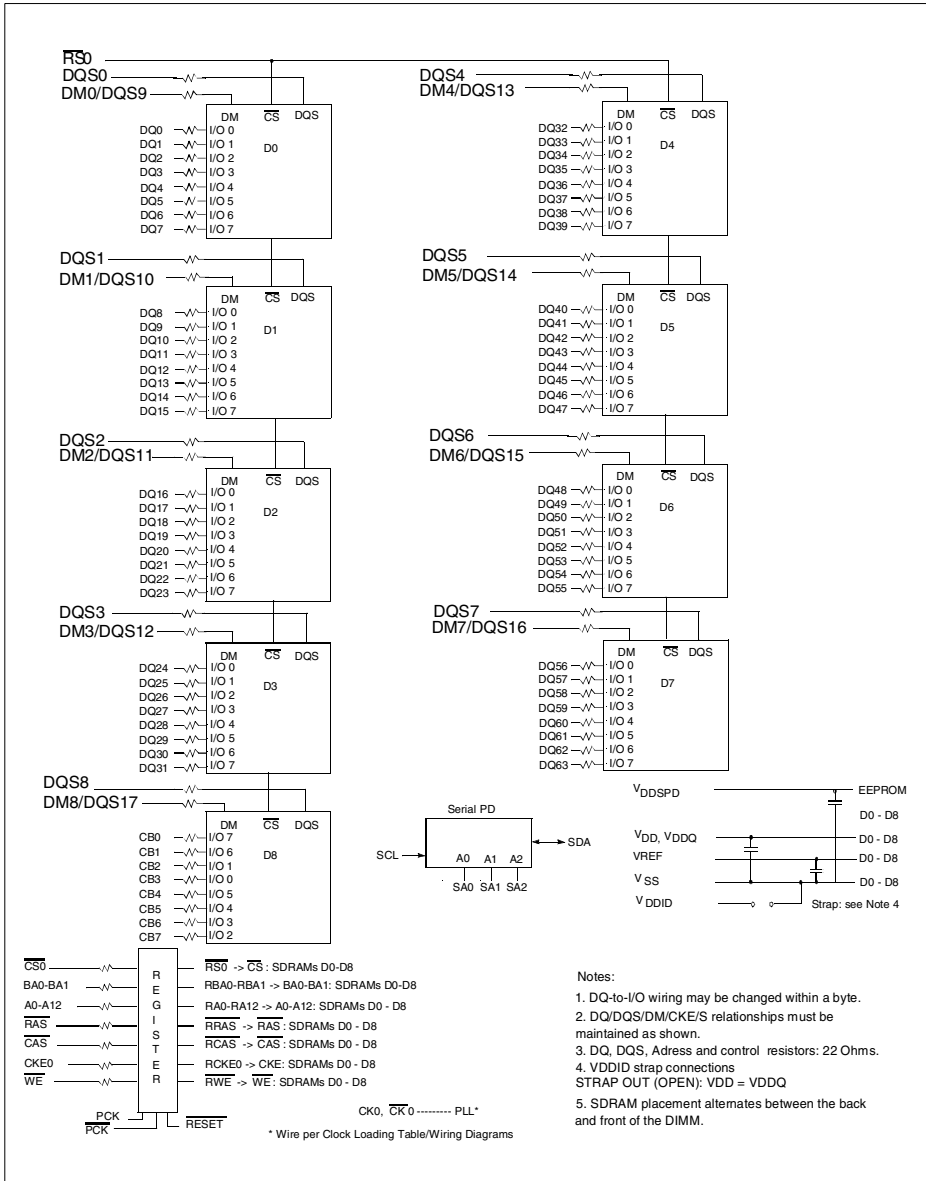 RS0
DQS0
DM0/DQS9
DM CS DQS
D0
DQ0 I/O 0
DQ1 I/O 1
DQ2 I/O 2
DQ3 I/O 3
DQ4 I/O 4
DQ5 I/O 5
DQ6 I/O 6
DQ7 I/O 7
DQS1
DM1/DQS10
DM CS DQS
D1
DQ8 I/O 0
DQ9 I/O 1
DQ10 I/O 2
DQ11 I/O 3
DQ12 I/O 4
DQ13 I/O 5
DQ14 I/O 6
DQ15 I/O 7
DQS2
DM2/DQS11
DM CS DQS
D2
DQ16 I/O 0
DQ17 I/O 1
DQ18 I/O 2
DQ19 I/O 3
DQ20 I/O 4
DQ21 I/O 5
DQ22 I/O 6
DQ23 I/O 7
DQS3
DM3/DQS12
DM CS DQS
D3
DQ24 I/O 0
DQ25 I/O 1
DQ26 I/O 2
DQ27 I/O 3
DQ28 I/O 4
DQ29 I/O 5
DQ30 I/O 6
DQ31 I/O 7
DQS8
DM8/DQS17
DM CS DQS
D8
CB0 I/O 7
CB1 I/O 6
CB2 I/O 1
CB3 I/O 0
CB4 I/O 5
CB5 I/O 4
CB6 I/O 3
CB7 I/O 2
DQS4
DM4/DQS13
DM CS DQS
D4
DQ32 I/O 0
DQ33 I/O 1
DQ34 I/O 2
DQ35 I/O 3
DQ36 I/O 4
DQ37 I/O 5
DQ38 I/O 6
DQ39 I/O 7
DQS5
DM5/DQS14
DM CS DQS
D5
DQ40 I/O 0
DQ41 I/O 1
DQ42 I/O 2
DQ43 I/O 3
DQ44 I/O 4
DQ45 I/O 5
DQ46 I/O 6
DQ47 I/O 7
DQS6
DM6/DQS15
DM CS DQS
D6
DQ48 I/O 0
DQ49 I/O 1
DQ50 I/O 2
DQ51 I/O 3
DQ52 I/O 4
DQ53 I/O 5
DQ54 I/O 6
DQ55 I/O 7
DQS7
DM7/DQS16
DM CS DQS
D7
DQ56 I/O 0
DQ57 I/O 1
DQ58 I/O 2
DQ59 I/O 3
DQ60 I/O 4
DQ61 I/O 5
DQ62 I/O 6
DQ63 I/O 7
Serial PD
SCL A0 A1 A2 SDA
SA0 SA1 SA2
VDDSPD EEPROM
D0 - D8
VDD, VDDQ D0 - D8
VREF D0 - D8
VSS D0 - D8
VDDID Strap: see Note 4
REGISTER
CS0 RS0 -> CS : SDRAMs D0-D8
BA0-BA1 RBA0-RBA1 -> BA0-BA1: SDRAMs D0-D8
A0-A12 RA0-RA12 -> A0-A12: SDRAMs D0 - D8
RAS RRAS -> RAS : SDRAMs D0 - D8
CAS RCAS -> CAS : SDRAMs D0 - D8
CKE0 RCKE0 -> CKE: SDRAMs D0 - D8
WE RWE -> WE : SDRAMs D0 - D8
PCK
PCK
RESET
CK0, CK0 --------- PLL*
* Wire per Clock Loading Table/Wiring Diagrams
Notes:
1. DQ-to-I/O wiring may be changed within a byte.
2. DQ/DQS/DM/CKE/S relationships must be
maintained as shown.
3. DQ, DQS, Adress and control resistors: 22 Ohms.
4. VDDID strap connections
STRAP OUT (OPEN): VDD = VDDQ
5. SDRAM placement alternates between the back
and front of the DIMM.